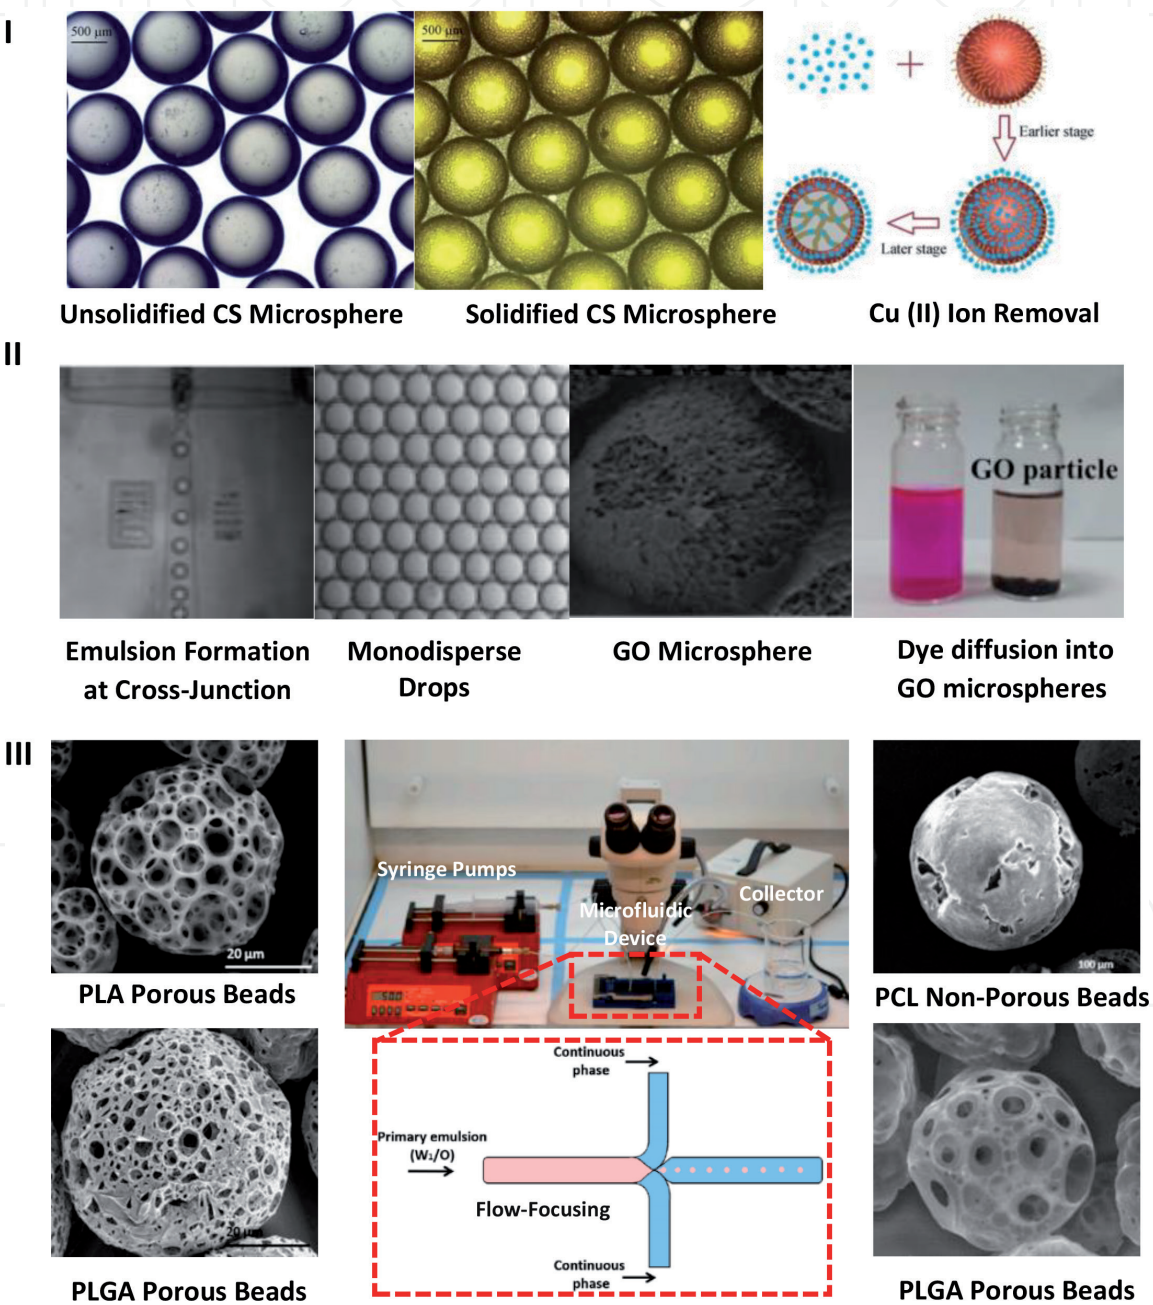 I
500 µm
500 µm
+
Earlier stage
Later stage
Unsolidified CS Microsphere
Solidified CS Microsphere
Cu (II) Ion Removal
II
GO particle
Emulsion Formation
at Cross-Junction
Monodisperse
Drops
GO Microsphere
Dye diffusion into
GO microspheres
III
20 µm
Syringe Pumps
Microfluidic
Device
Collector
100 µm
PLA Porous Beads
PCL Non-Porous Beads
20 µm
Continuous
phase
Primary emulsion
(W₁/O)
Flow-Focusing
Continuous
phase
PLGA Porous Beads
PLGA Porous Beads